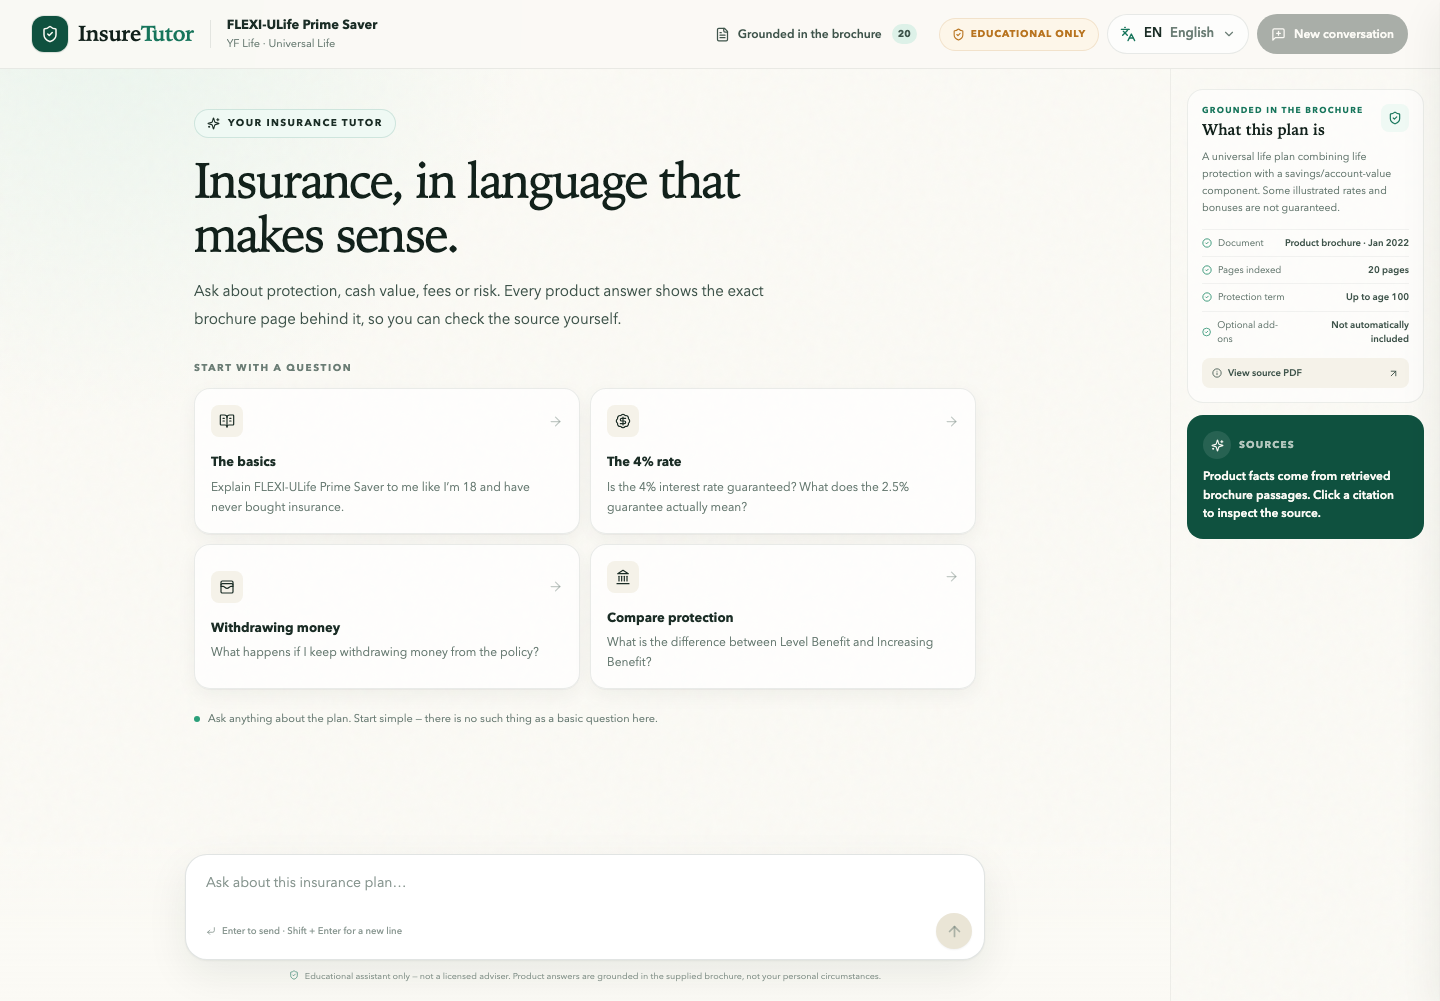 InsureTutor
FLEXI-ULife Prime Saver
YF Life · Universal Life
Grounded in the brochure 20
EDUCATIONAL ONLY
EN English
New conversation
YOUR INSURANCE TUTOR
Insurance, in language that
makes sense.
Ask about protection, cash value, fees or risk. Every product answer shows the exact
brochure page behind it, so you can check the source yourself.
START WITH A QUESTION
The basics
Explain FLEXI-ULife Prime Saver to me like I’m 18 and have
never bought insurance.
The 4% rate
Is the 4% interest rate guaranteed? What does the 2.5%
guarantee actually mean?
Withdrawing money
What happens if I keep withdrawing money from the policy?
Compare protection
What is the difference between Level Benefit and Increasing
Benefit?
Ask anything about the plan. Start simple — there is no such thing as a basic question here.
Ask about this insurance plan…
Enter to send · Shift + Enter for a new line
Educational assistant only — not a licensed adviser. Product answers are grounded in the supplied brochure, not your personal circumstances.
GROUNDED IN THE BROCHURE
What this plan is
A universal life plan combining life
protection with a savings/account-value
component. Some illustrated rates and
bonuses are not guaranteed.
Document Product brochure · Jan 2022
Pages indexed 20 pages
Protection term Up to age 100
Optional add-
ons
Not automatically
included
View source PDF
SOURCES
Product facts come from retrieved
brochure passages. Click a citation
to inspect the source.